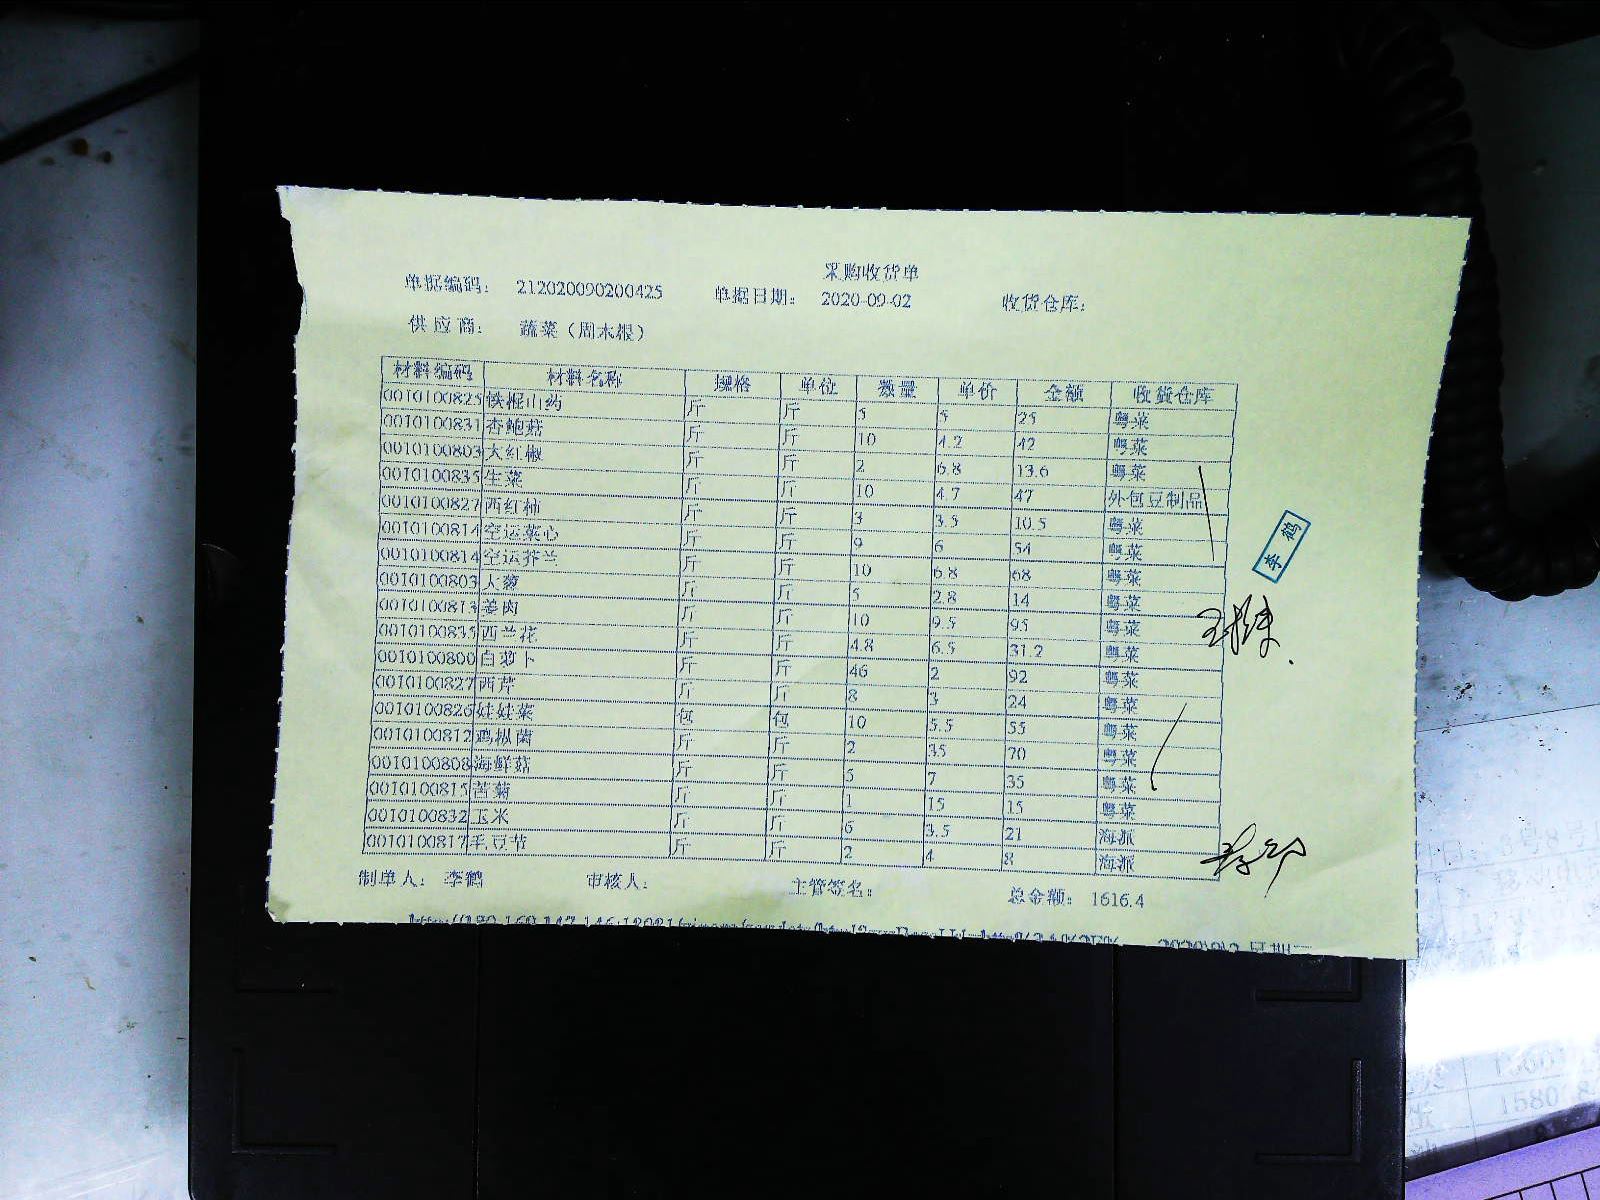 采购收货单
单据编码： 212020090200425 单据日期： 2020-09-02 收货仓库：
供应商： 蔬菜（周木根）
材料编码 材料名称 规格 单位 数量 单价 金额 收货仓库
0010100825 铁棍山药 斤 斤 5 5 25 粤菜
0010100831 杏鲍菇 斤 斤 10 4.2 42 粤菜
0010100803 大红椒 斤 斤 2 6.8 13.6 粤菜
0010100835 生菜 斤 斤 10 4.7 47 外包豆制品
0010100827 西红柿 斤 斤 3 3.5 10.5 粤菜
0010100814 空运菜心 斤 斤 9 6 54 粤菜
0010100814 空运芥兰 斤 斤 10 6.8 68 粤菜
0010100803 大葱 斤 斤 5 2.8 14 粤菜
0010100813 姜肉 斤 斤 10 9.5 95 粤菜
0010100835 西兰花 斤 斤 4.8 6.5 31.2 粤菜
0010100800 白萝卜 斤 斤 46 2 92 粤菜
0010100827 西芹 斤 斤 8 3 24 粤菜
0010100826 娃娃菜 包 包 10 5.5 55 粤菜
0010100812 鸡枞菌 斤 斤 2 35 70 粤菜
0010100808 海鲜菇 斤 斤 5 7 35 粤菜
0010100815 苦菊 斤 斤 1 15 15 粤菜
0010100832 玉米 斤 斤 6 3.5 21 海派
0010100817 毛豆节 斤 斤 2 4 8 海派
李鹤
制单人： 李鹤 审核人： 主管签名： 总金额： 1616.4